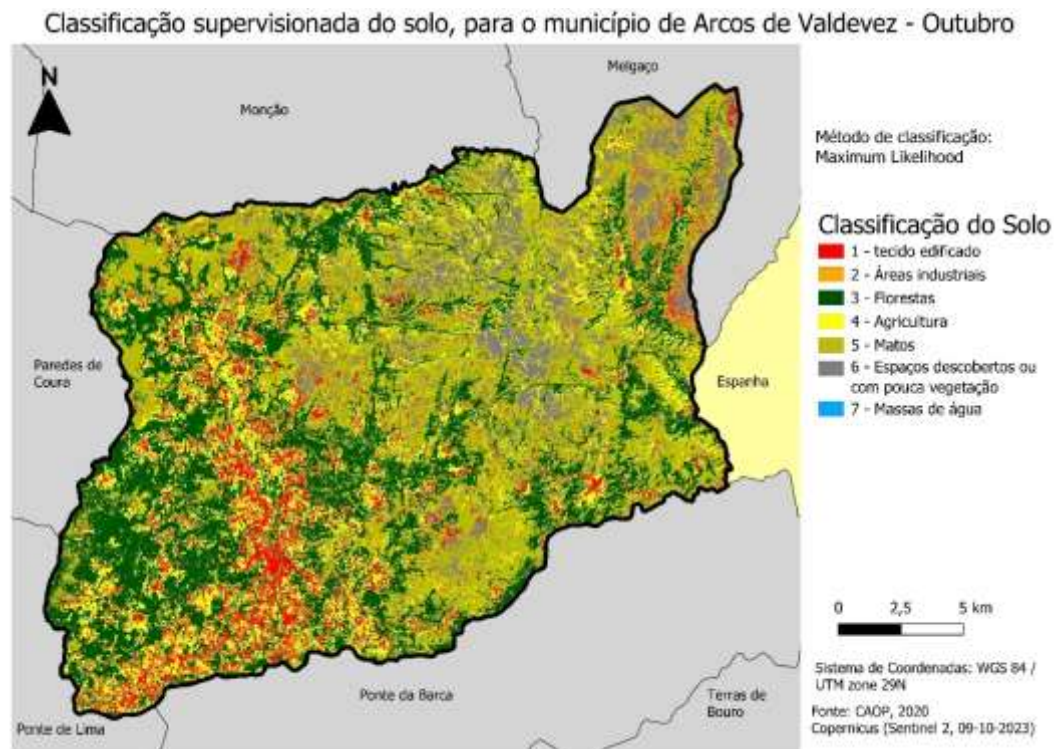 Classificação supervisionada do solo, para o município de Arcos de Valdevez - Outubro
N
Melgaço
Monção
Método de classificação:
Maximum Likelihood
Classificação do Solo
1 - tecido edificado
2 - Áreas industriais
3 - Florestas
4 - Agricultura
5 - Matos
6 - Espaços descobertos ou
com pouca vegetação
7 - Massas de água
Paredes de
Coura
Espanha
0 2,5 5 km
Ponte da Barca
Terras de
Bouro
Ponte de Lima
Sistema de Coordenadas: WGS 84 /
UTM zone 29N
Fonte: CAOP, 2020
Copernicus (Sentinel 2, 09-10-2023)